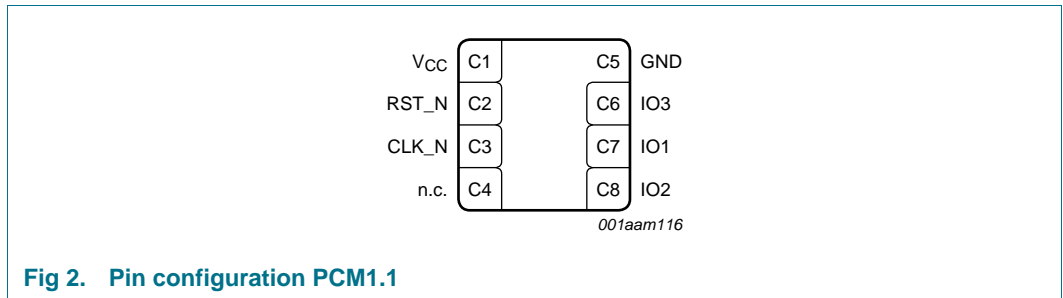 VCC C1 C5 GND
RST_N C2 C6 IO3
CLK_N C3 C7 IO1
n.c. C4 C8 IO2
001aam116
Fig 2. Pin configuration PCM1.1